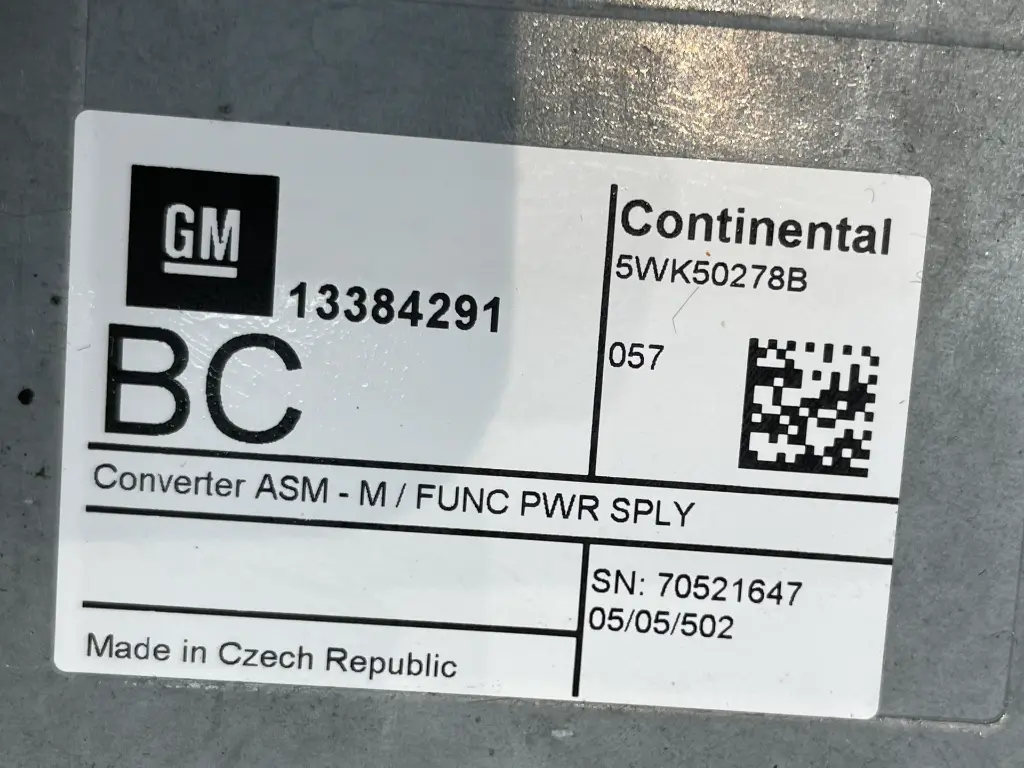 GM
13384291
BC
Continental
5WK50278B
057
Converter ASM - M / FUNC PWR SPLY
SN: 70521647
05/05/502
Made in Czech Republic